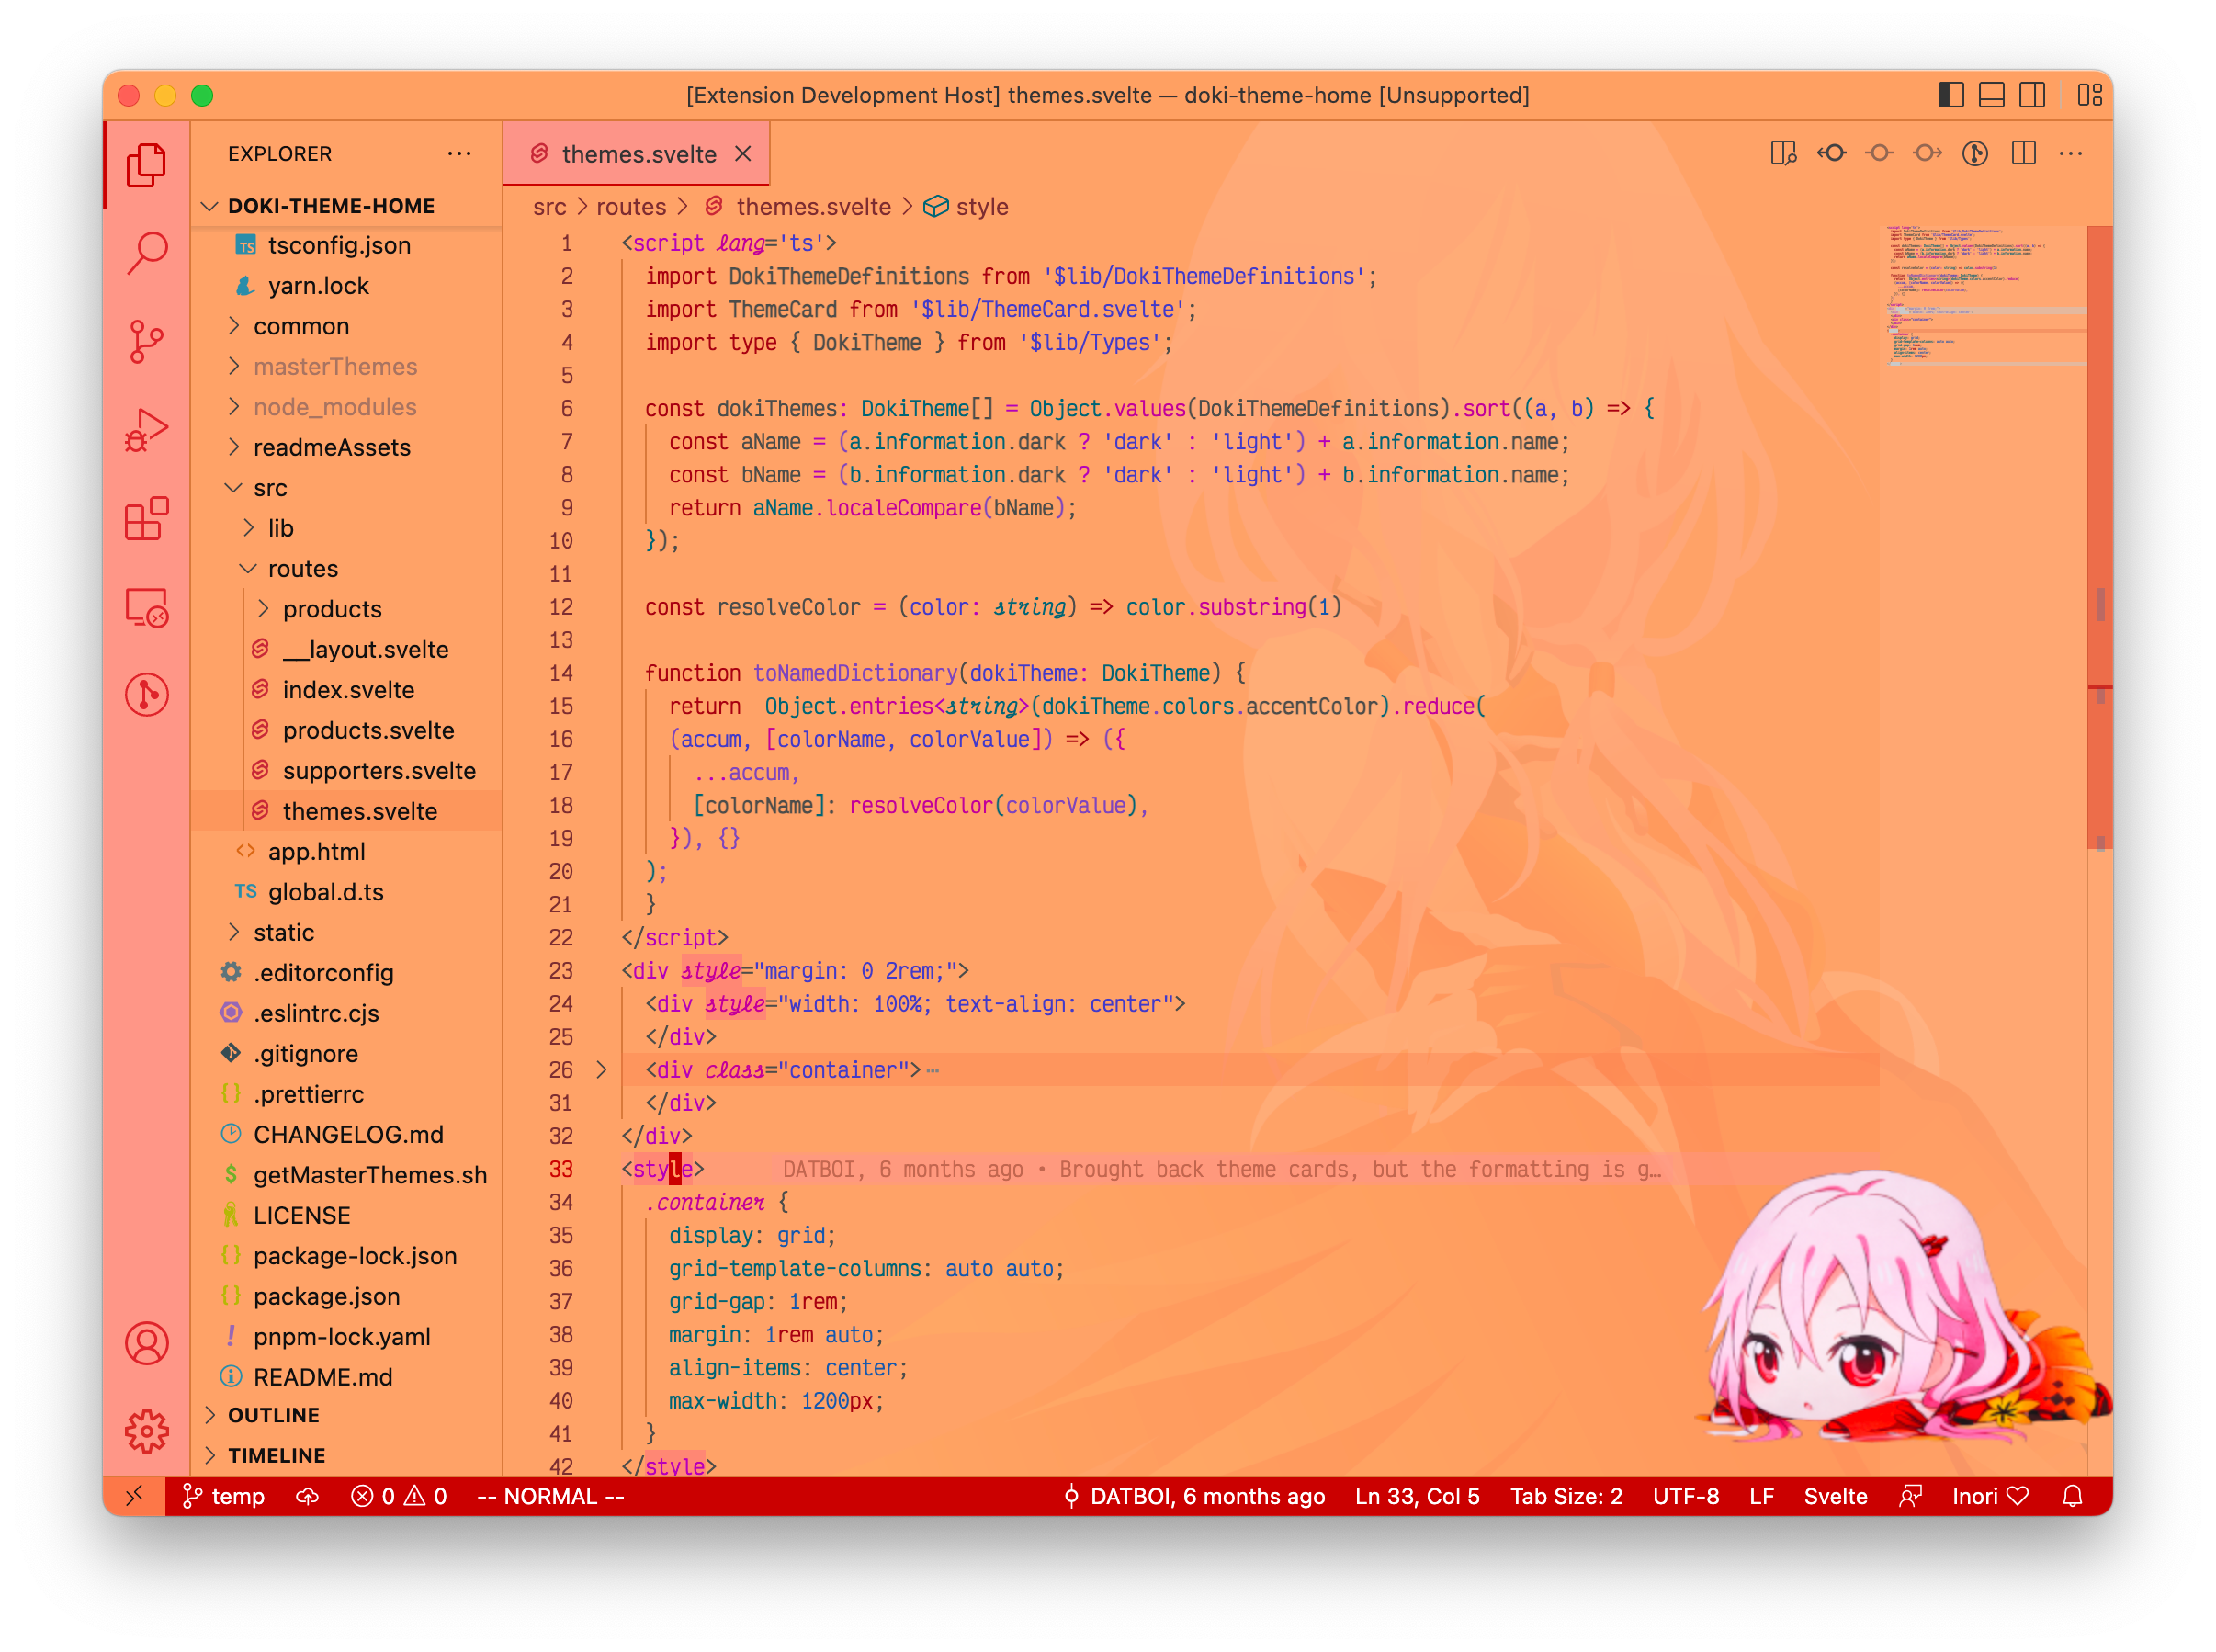 [Extension Development Host] themes.svelte — doki-theme-home [Unsupported]
EXPLORER
DOKI-THEME-HOME
tsconfig.json
yarn.lock
common
masterThemes
node_modules
readmeAssets
src
lib
routes
products
__layout.svelte
index.svelte
products.svelte
supporters.svelte
themes.svelte
app.html
TS global.d.ts
static
.editorconfig
.eslintrc.cjs
.gitignore
.prettierrc
CHANGELOG.md
getMasterThemes.sh
LICENSE
package-lock.json
package.json
pnpm-lock.yaml
README.md
OUTLINE
TIMELINE
themes.svelte
src > routes > themes.svelte > style
1 <script lang='ts'>
2 import DokiThemeDefinitions from '$lib/DokiThemeDefinitions';
3 import ThemeCard from '$lib/ThemeCard.svelte';
4 import type { DokiTheme } from '$lib/Types';
5
6 const dokiThemes: DokiTheme[] = Object.values(DokiThemeDefinitions).sort((a, b) => {
7 const aName = (a.information.dark ? 'dark' : 'light') + a.information.name;
8 const bName = (b.information.dark ? 'dark' : 'light') + b.information.name;
9 return aName.localeCompare(bName);
10 });
11
12 const resolveColor = (color: string) => color.substring(1)
13
14 function toNamedDictionary(dokiTheme: DokiTheme) {
15 return  Object.entries<string>(dokiTheme.colors.accentColor).reduce(
16 (accum, [colorName, colorValue]) => ({
17 ...accum,
18 [colorName]: resolveColor(colorValue),
19 }), {}
20 );
21 }
22 </script>
23 <div style="margin: 0 2rem;">
24 <div style="width: 100%; text-align: center">
25 </div>
26 <div class="container">…
31 </div>
32 </div>
33 <style> DATBOI, 6 months ago • Brought back theme cards, but the formatting is g…
34 .container {
35 display: grid;
36 grid-template-columns: auto auto;
37 grid-gap: 1rem;
38 margin: 1rem auto;
39 align-items: center;
40 max-width: 1200px;
41 }
42 </style>
temp 0 0 -- NORMAL -- DATBOI, 6 months ago Ln 33, Col 5 Tab Size: 2 UTF-8 LF Svelte Inori ♡